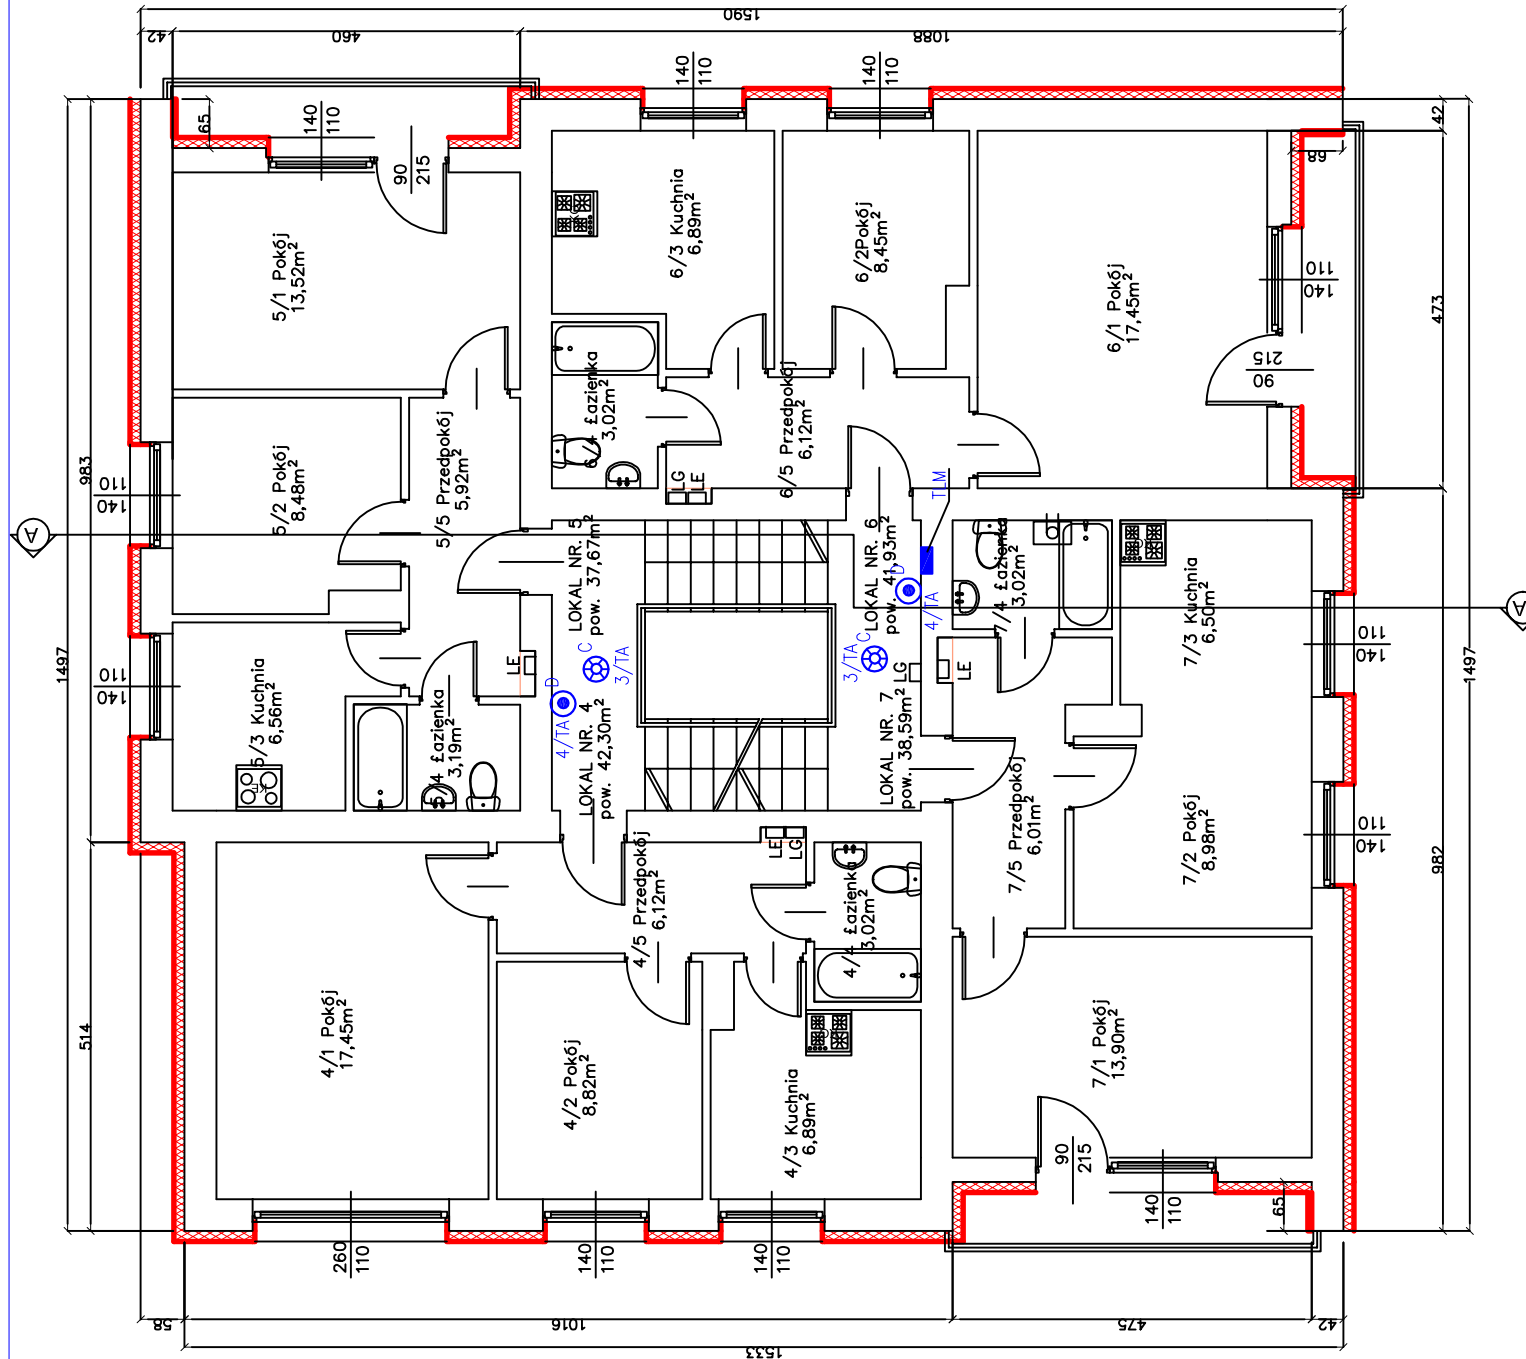 1590
42
460
1088
65
140
110
90
215
140
110
140
110
42
68
473
1497
983
982
514
1497
5/1 Pokój
13,52m²
6/3 Kuchnia
6,89m²
6/2Pokój
8,45m²
6/1 Pokój
17,45m²
110
140
215
90
5/2 Pokój
8,48m²
5/5 Przedpokój
5,92m²
6/4 Łazienka
3,02m²
6/5 Przedpokój
6,12m²
LG
LE
TLM
110
140
A
LOKAL NR. 5
pow. 37,67m²
LOKAL NR. 6
pow. 41,93m²
D
4/TA
7/4 Łazienka
3,02m²
7/3 Kuchnia
6,50m²
A
110
140
110
140
5/3 Kuchnia
6,56m²
KE
5/4 Łazienka
3,19m²
LE
D
4/TA
C
3/TA
C
3/TA
LG
LE
LOKAL NR. 4
pow. 42,30m²
LOKAL NR. 7
pow. 38,59m²
7/5 Przedpokój
6,01m²
7/2 Pokój
8,98m²
110
140
LE
LG
4/5 Przedpokój
6,12m²
4/4 Łazienka
3,02m²
4/1 Pokój
17,45m²
4/2 Pokój
8,82m²
4/3 Kuchnia
6,89m²
7/1 Pokój
13,90m²
90
215
140
110
65
260
110
140
110
140
110
58
1016
475
42
1533